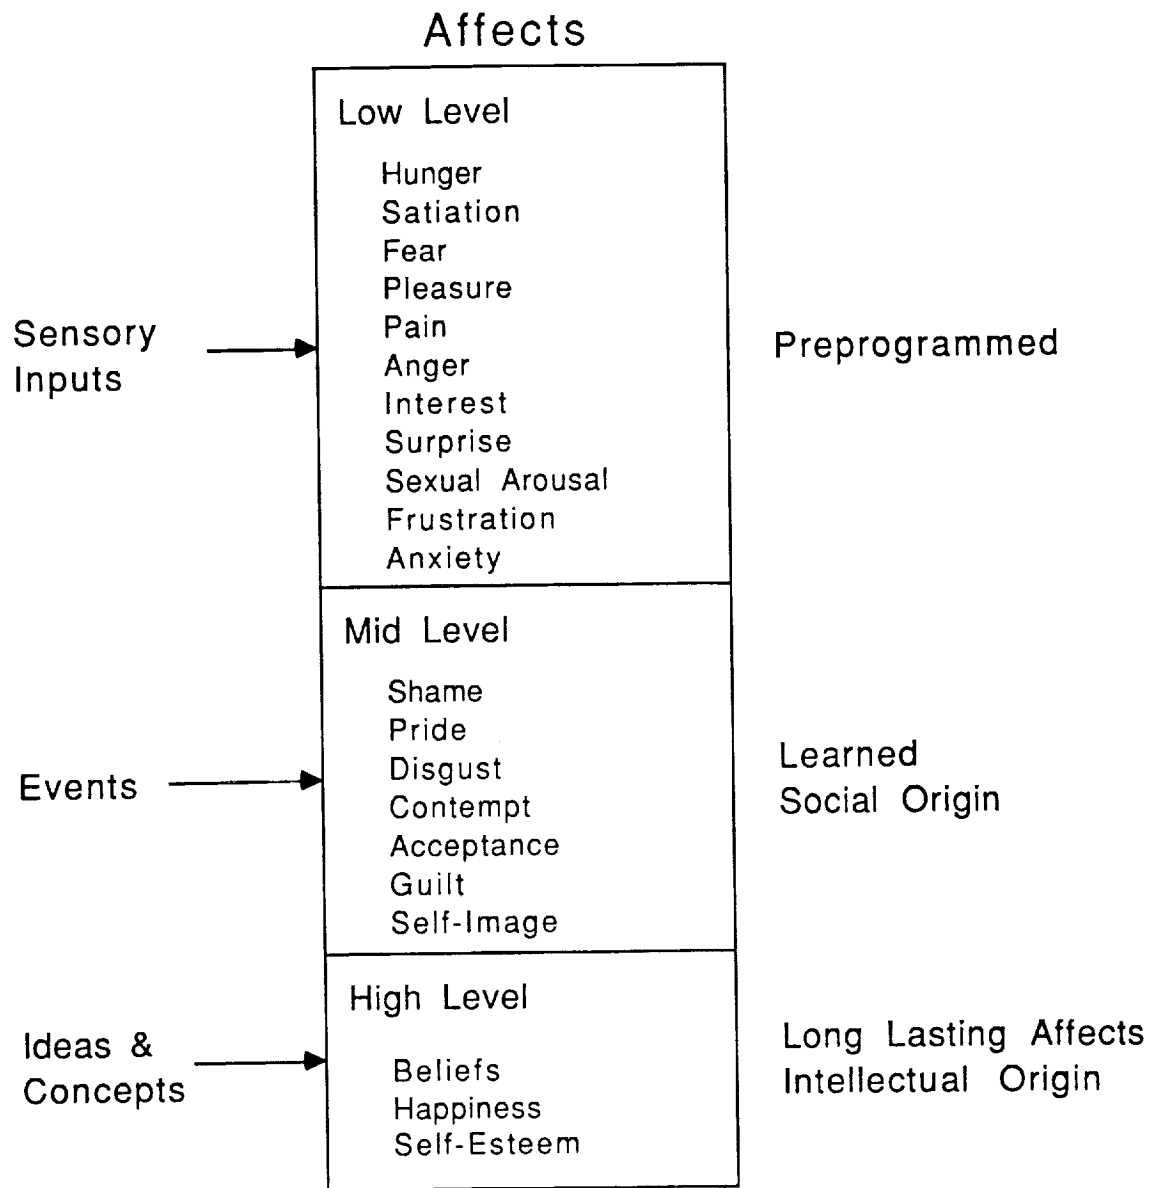 Affects
Low Level
Hunger
Satiation
Fear
Pleasure
Pain
Anger
Interest
Surprise
Sexual Arousal
Frustration
Anxiety
Sensory
Inputs
Preprogrammed
Mid Level
Shame
Pride
Disgust
Contempt
Acceptance
Guilt
Self-Image
Events
Learned
Social Origin
High Level
Beliefs
Happiness
Self-Esteem
Ideas &
Concepts
Long Lasting Affects
Intellectual Origin